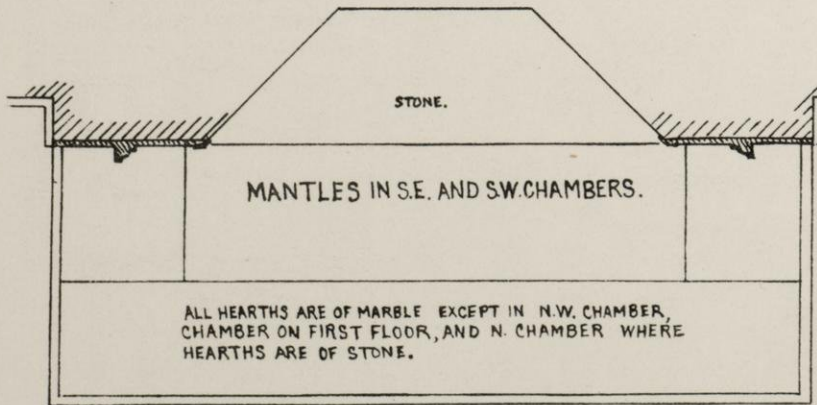 STONE.
MANTLES IN S.E. AND S.W. CHAMBERS.
ALL HEARTHS ARE OF MARBLE EXCEPT IN N.W. CHAMBER,
CHAMBER ON FIRST FLOOR, AND N. CHAMBER WHERE
HEARTHS ARE OF STONE.